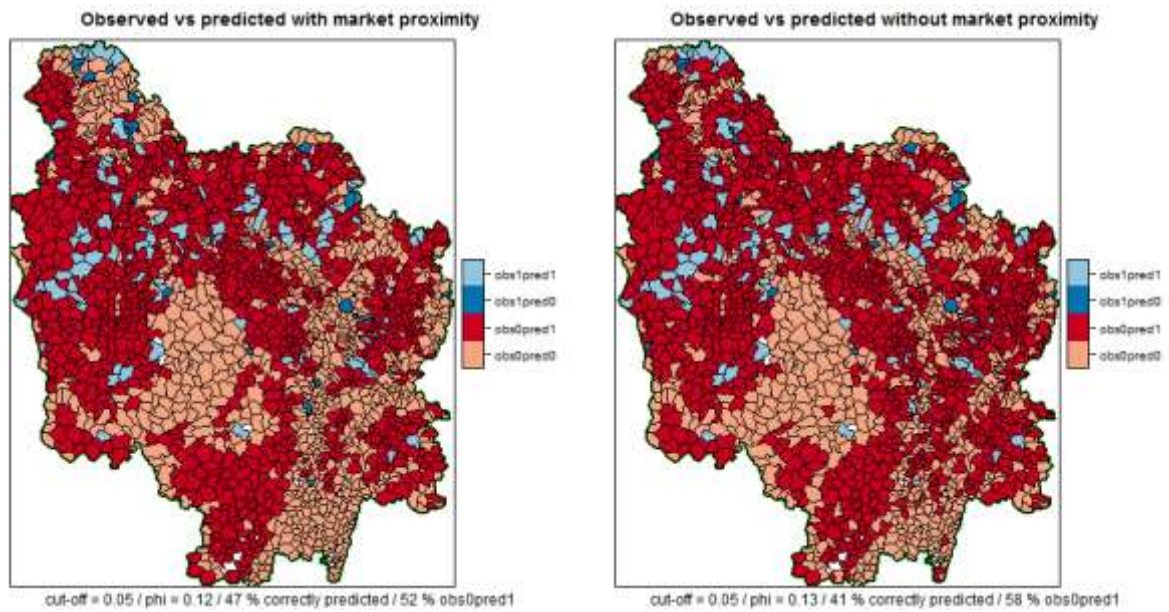 Observed vs predicted with market proximity
obs1pred1
obs1pred0
obs0pred1
obs0pred0
cut-off = 0.05 / phi = 0.12 / 47 % correctly predicted / 52 % obs0pred1
Observed vs predicted without market proximity
obs1pred1
obs1pred0
obs0pred1
obs0pred0
cut-off = 0.05 / phi = 0.13 / 41 % correctly predicted / 58 % obs0pred1